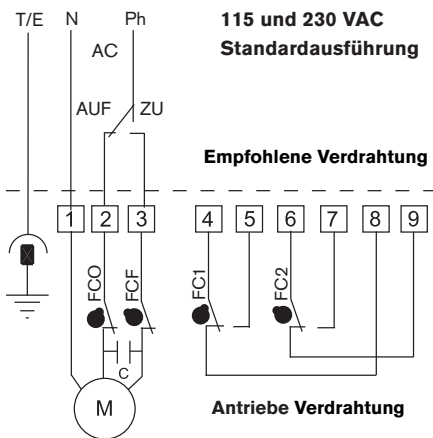 T/E N Ph
115 und 230 VAC
Standardausführung
AC
AUF ZU
Empfohlene Verdrahtung
1 2 3 4 5 6 7 8 9
FCO FCF FC1 FC2
C
M
Antriebe Verdrahtung